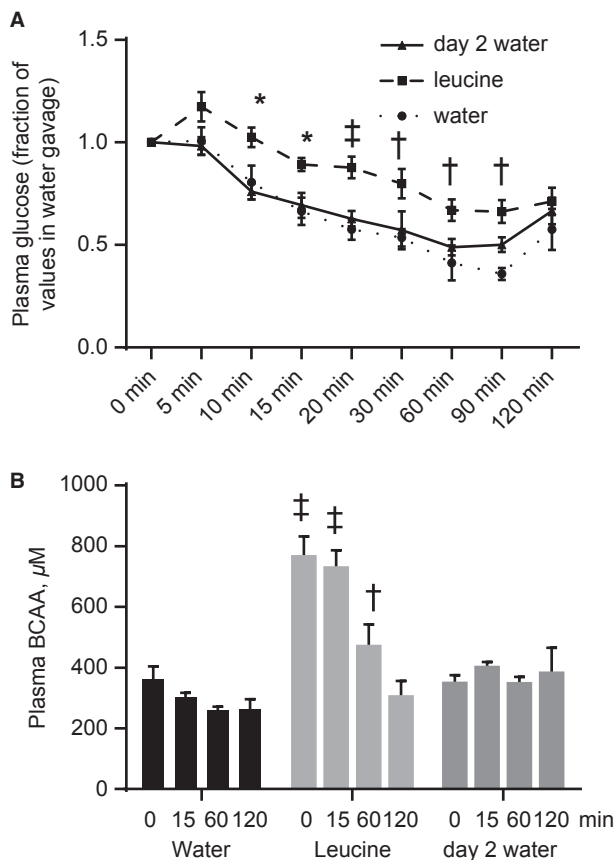 A
Plasma glucose (fraction of
values in water gavage)
1.5
1.0
0.5
0.0
day 2 water
leucine
water
* * ‡ † † †
0 min 5 min 10 min 15 min 20 min 30 min 60 min 90 min 120 min
B
Plasma BCAA, µM
1000
800
600
400
200
0
‡ ‡ †
0 15 60 120 0 15 60 120 0 15 60 120 min
Water Leucine day 2 water